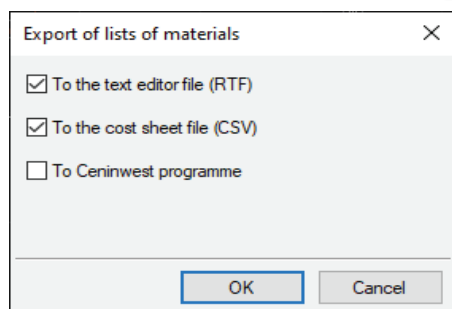 Export of lists of materials
To the text editor file (RTF)
To the cost sheet file (CSV)
To Ceninwest programme
OK
Cancel